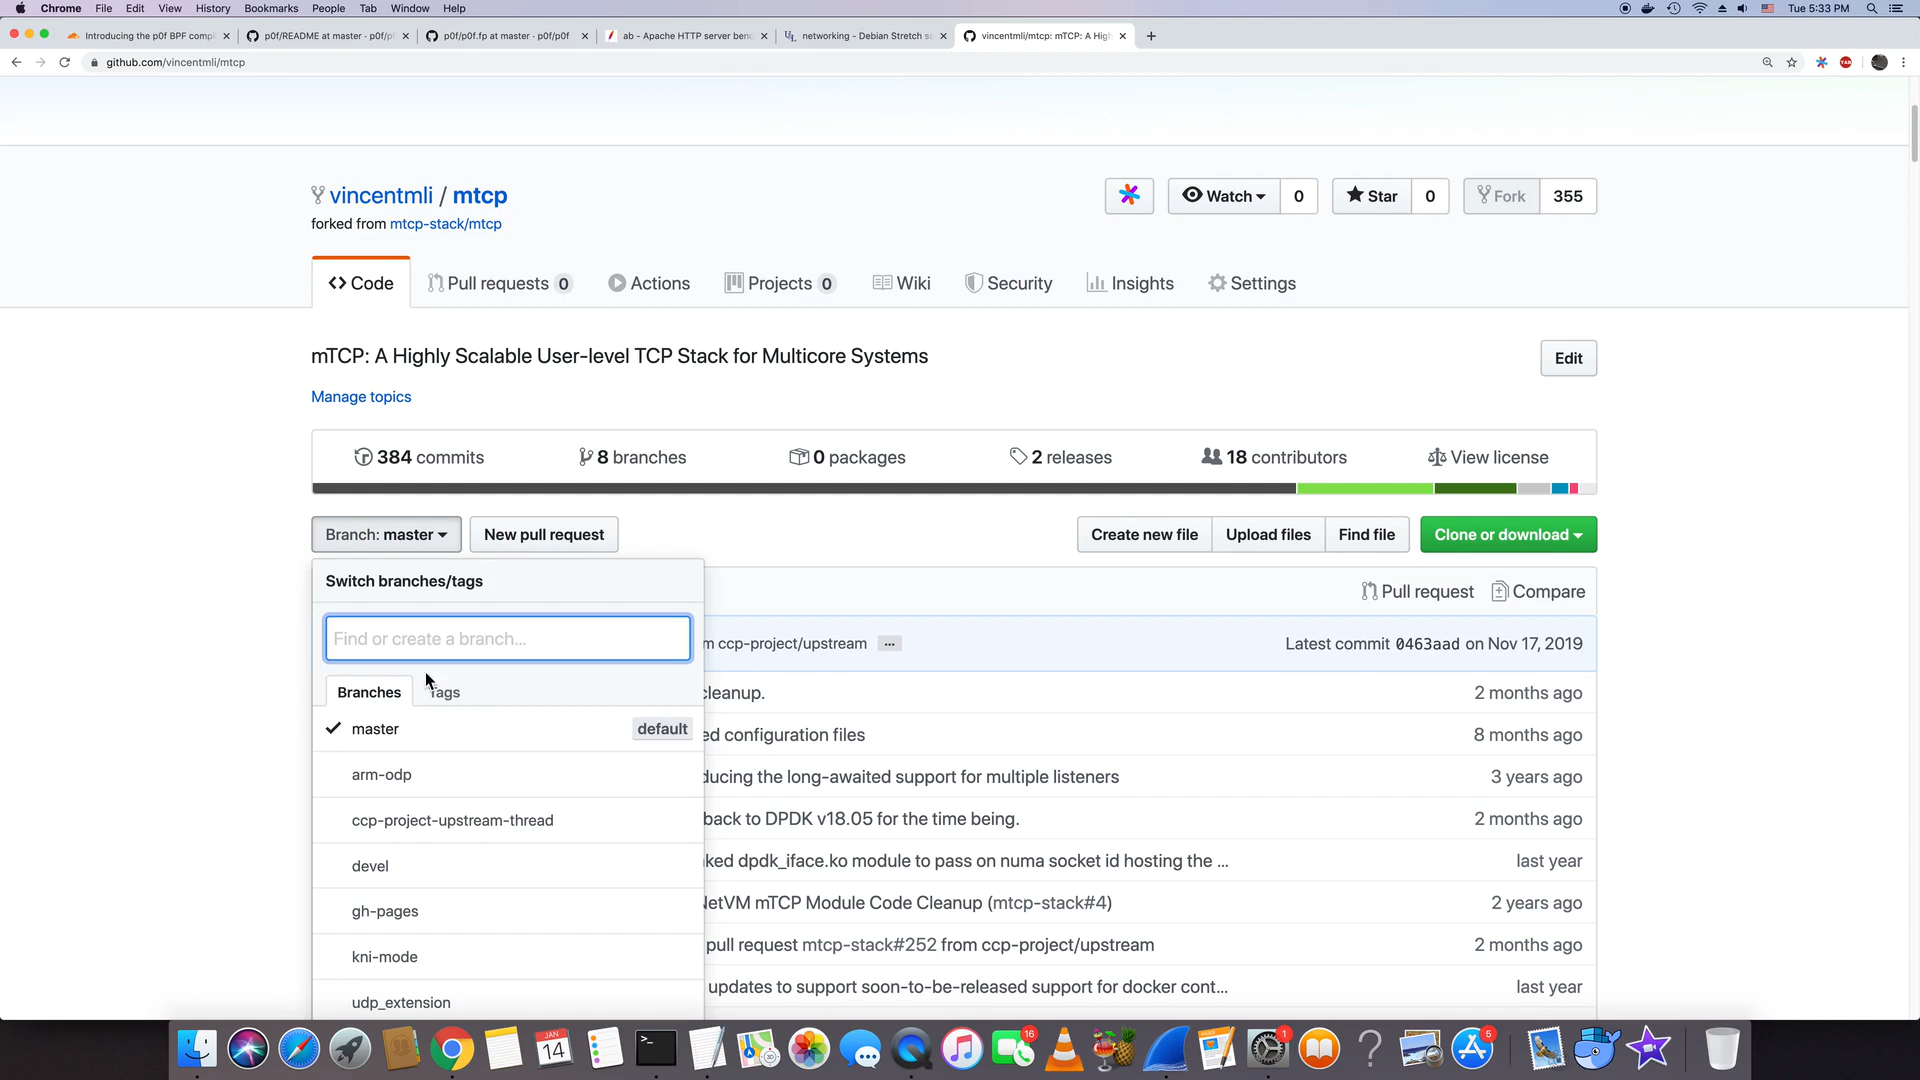 Chrome File Edit View History Bookmarks People Tab Window Help
Tue 5:33 PM
Introducing the p0f BPF compi
p0f/README at master · p0f/p
p0f/p0f.fp at master · p0f/p0f
ab - Apache HTTP server benc
networking - Debian Stretch so
vincentmli/mtcp: mTCP: A High
github.com/vincentmli/mtcp
vincentmli / mtcp
Watch 0
Star 0
Fork 355
forked from mtcp-stack/mtcp
Code
Pull requests 0
Actions
Projects 0
Wiki
Security
Insights
Settings
mTCP: A Highly Scalable User-level TCP Stack for Multicore Systems
Edit
Manage topics
384 commits
8 branches
0 packages
2 releases
18 contributors
View license
Branch: master
New pull request
Create new file
Upload files
Find file
Clone or download
Switch branches/tags
Pull request
Compare
Find or create a branch...
m ccp-project/upstream ...
Latest commit 0463aad on Nov 17, 2019
Branches
Tags
cleanup.
2 months ago
master
default
ed configuration files
8 months ago
arm-odp
ducing the long-awaited support for multiple listeners
3 years ago
ccp-project-upstream-thread
back to DPDK v18.05 for the time being.
2 months ago
devel
ked dpdk_iface.ko module to pass on numa socket id hosting the ...
last year
gh-pages
NetVM mTCP Module Code Cleanup (mtcp-stack#4)
2 years ago
kni-mode
pull request mtcp-stack#252 from ccp-project/upstream
2 months ago
udp_extension
updates to support soon-to-be-released support for docker cont...
last year
JAN
14
16
1
5